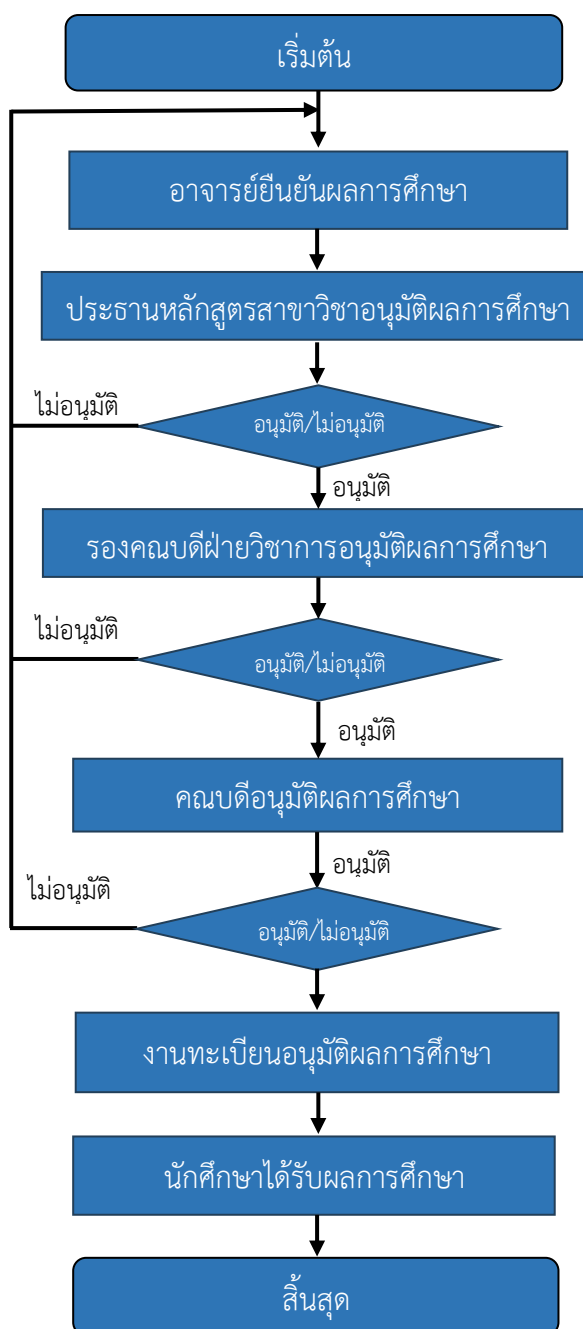 เริ่มต้น
อาจารย์ยืนยันผลการศึกษา
ประธานหลักสูตรสาขาวิชาอนุมัติผลการศึกษา
ไม่อนุมัติ
อนุมัติ/ไม่อนุมัติ
อนุมัติ
รองคณบดีฝ่ายวิชาการอนุมัติผลการศึกษา
ไม่อนุมัติ
อนุมัติ/ไม่อนุมัติ
อนุมัติ
คณบดีอนุมัติผลการศึกษา
อนุมัติ
ไม่อนุมัติ
อนุมัติ/ไม่อนุมัติ
งานทะเบียนอนุมัติผลการศึกษา
นักศึกษาได้รับผลการศึกษา
สิ้นสุด